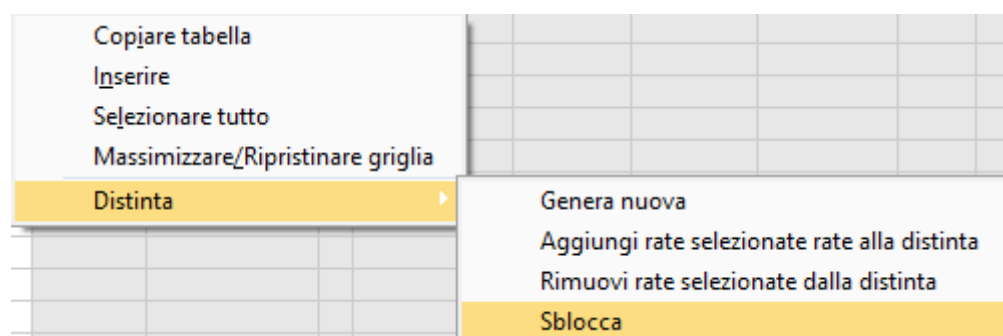 Copiare tabella
Inserire
Selezionare tutto
Massimizzare/Ripristinare griglia
Distinta
Genera nuova
Aggiungi rate selezionate rate alla distinta
Rimuovi rate selezionate dalla distinta
Sblocca